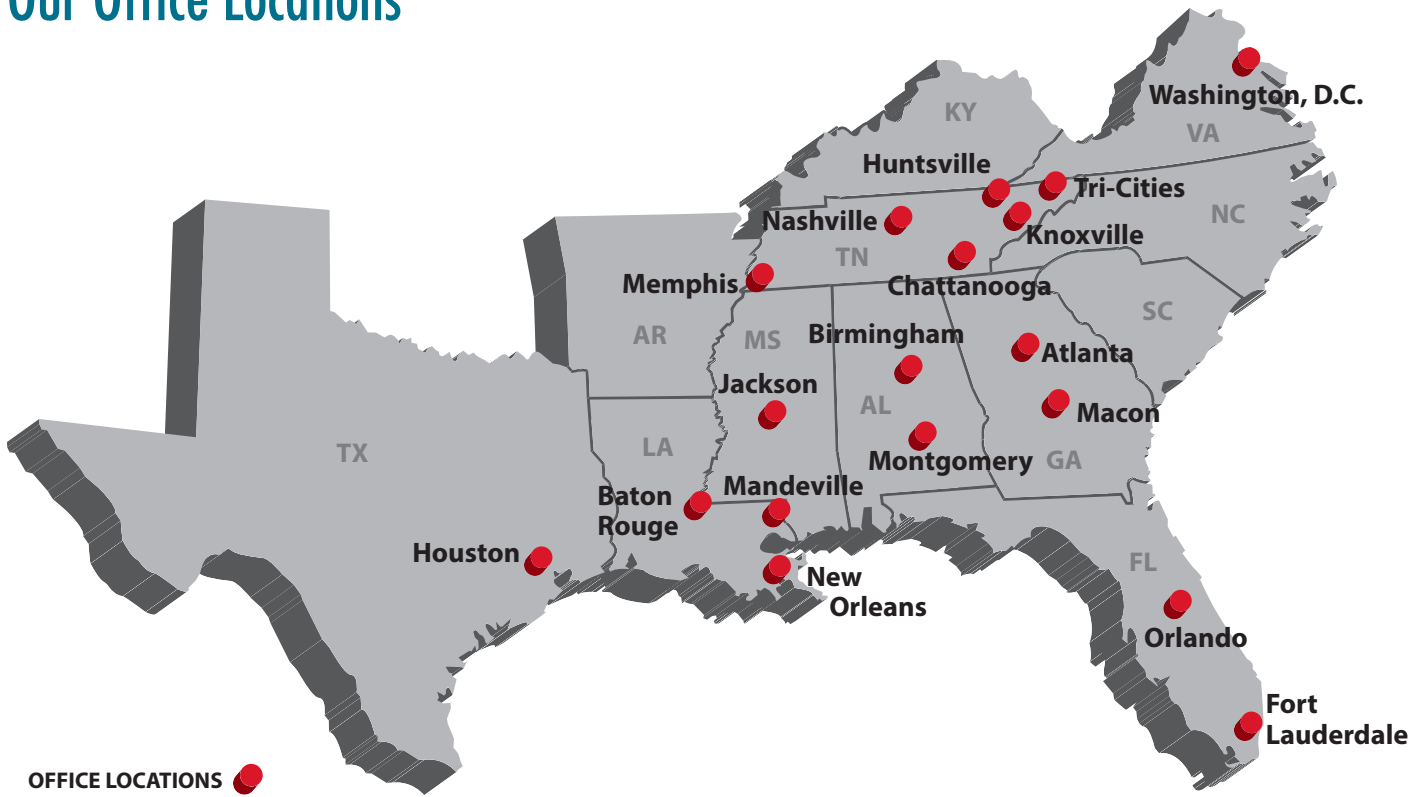 Our Office Locations
Washington, D.C.
KY
VA
Huntsville
Tri-Cities
Nashville
NC
Knoxville
TN
Memphis
Chattanooga
SC
AR
MS
Birmingham
Atlanta
Jackson
AL
Macon
TX
LA
Montgomery
GA
Baton
Rouge
Mandeville
Houston
FL
New
Orleans
Orlando
Fort
Lauderdale
OFFICE LOCATIONS